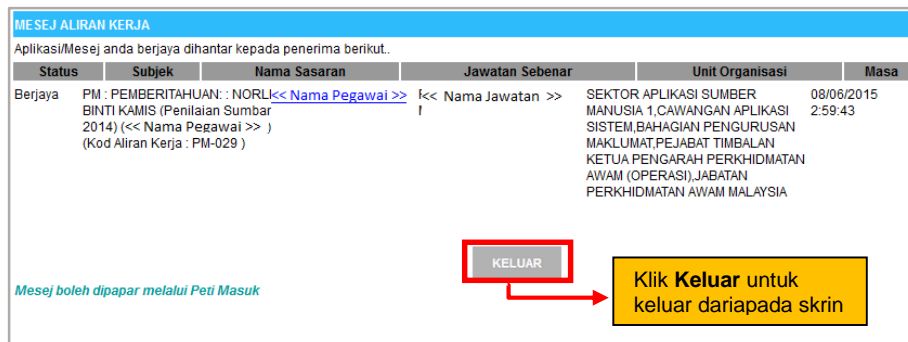 MESEJ ALIRAN KERJA
Aplikasi/Mesej anda berjaya dihantar kepada penerima berikut..
Status Subjek Nama Sasaran Jawatan Sebenar Unit Organisasi Masa
Berjaya PM : PEMBERITAHUAN: : NORLI << Nama Pegawai >> << Nama Jawatan >> SEKTOR APLIKASI SUMBER 08/06/2015
BINTI KAMIS (Penilaian Sumbar MANUSIA 1,CAWANGAN APLIKASI 2:59:43
2014) (<< Nama Pegawai >> ) SISTEM,BAHAGIAN PENGURUSAN
(Kod Aliran Kerja : PM-029 ) MAKLUMAT,PEJABAT TIMBALAN
KETUA PENGARAH PERKHIDMATAN
AWAM (OPERASI),JABATAN
PERKHIDMATAN AWAM MALAYSIA
KELUAR
Klik Keluar untuk
keluar dariapada skrin
Mesej boleh dipapar melalui Peti Masuk